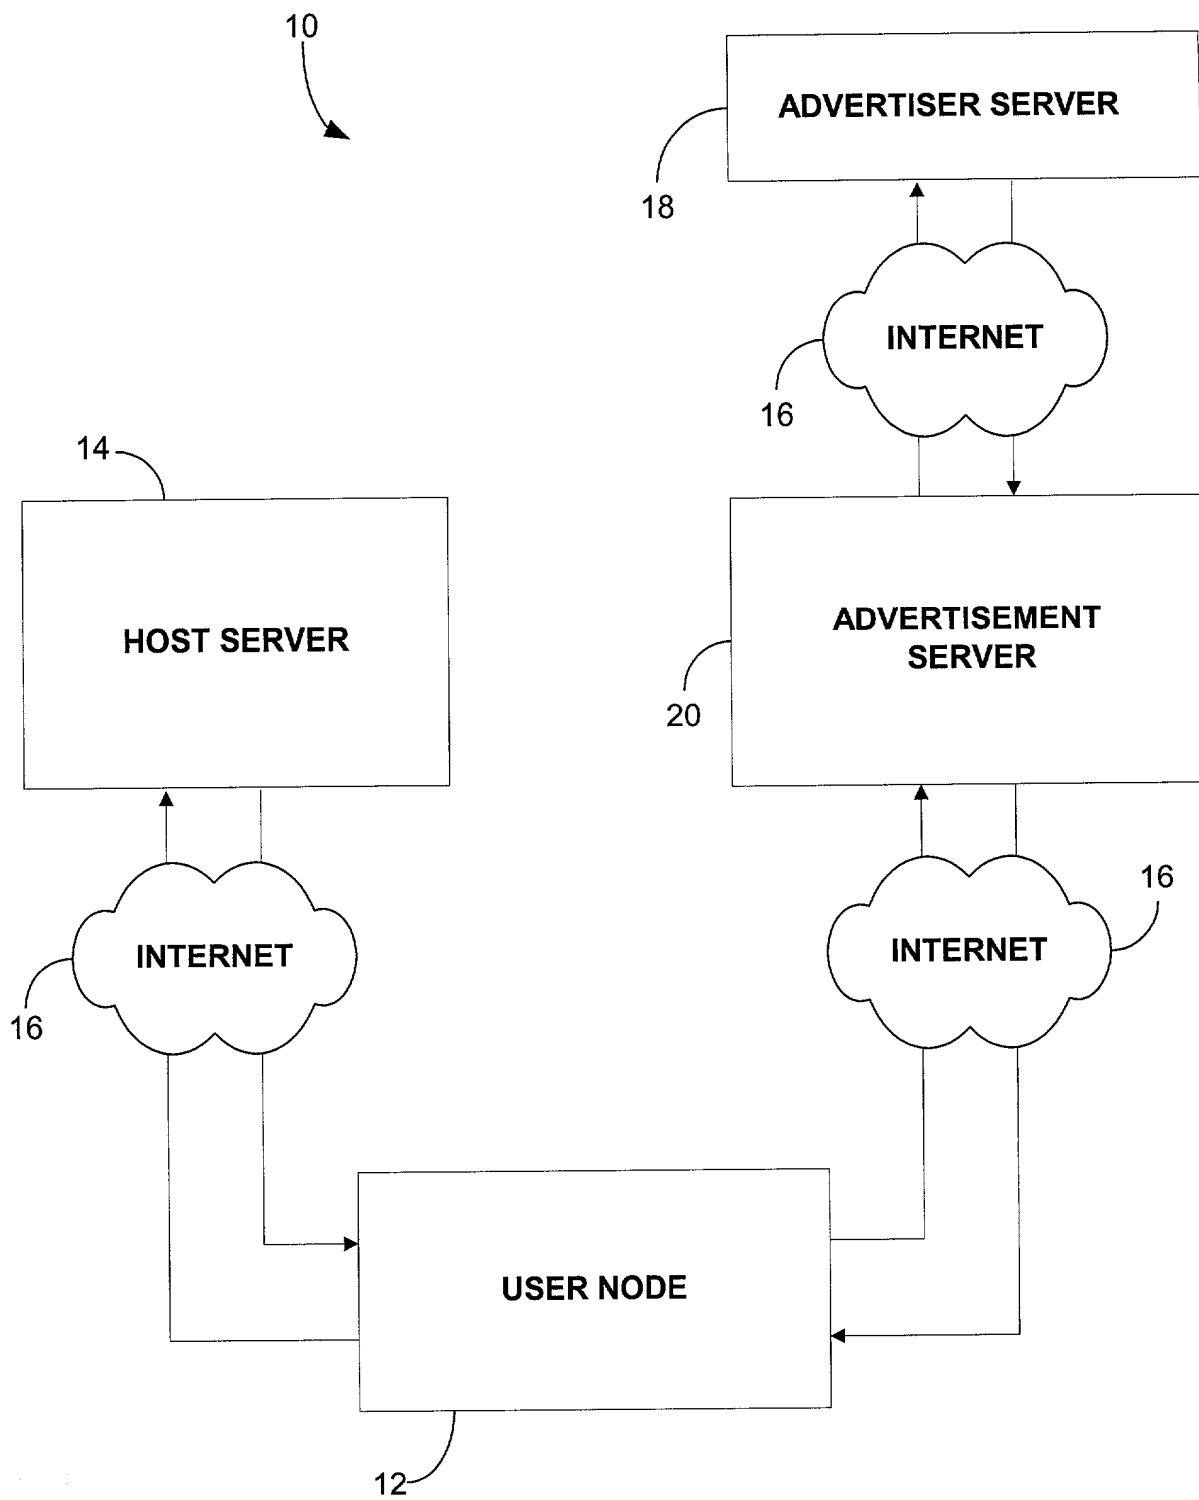 10
ADVERTISER SERVER
18
INTERNET
16
14
HOST SERVER
ADVERTISEMENT
SERVER
20
INTERNET
16
INTERNET
16
USER NODE
12